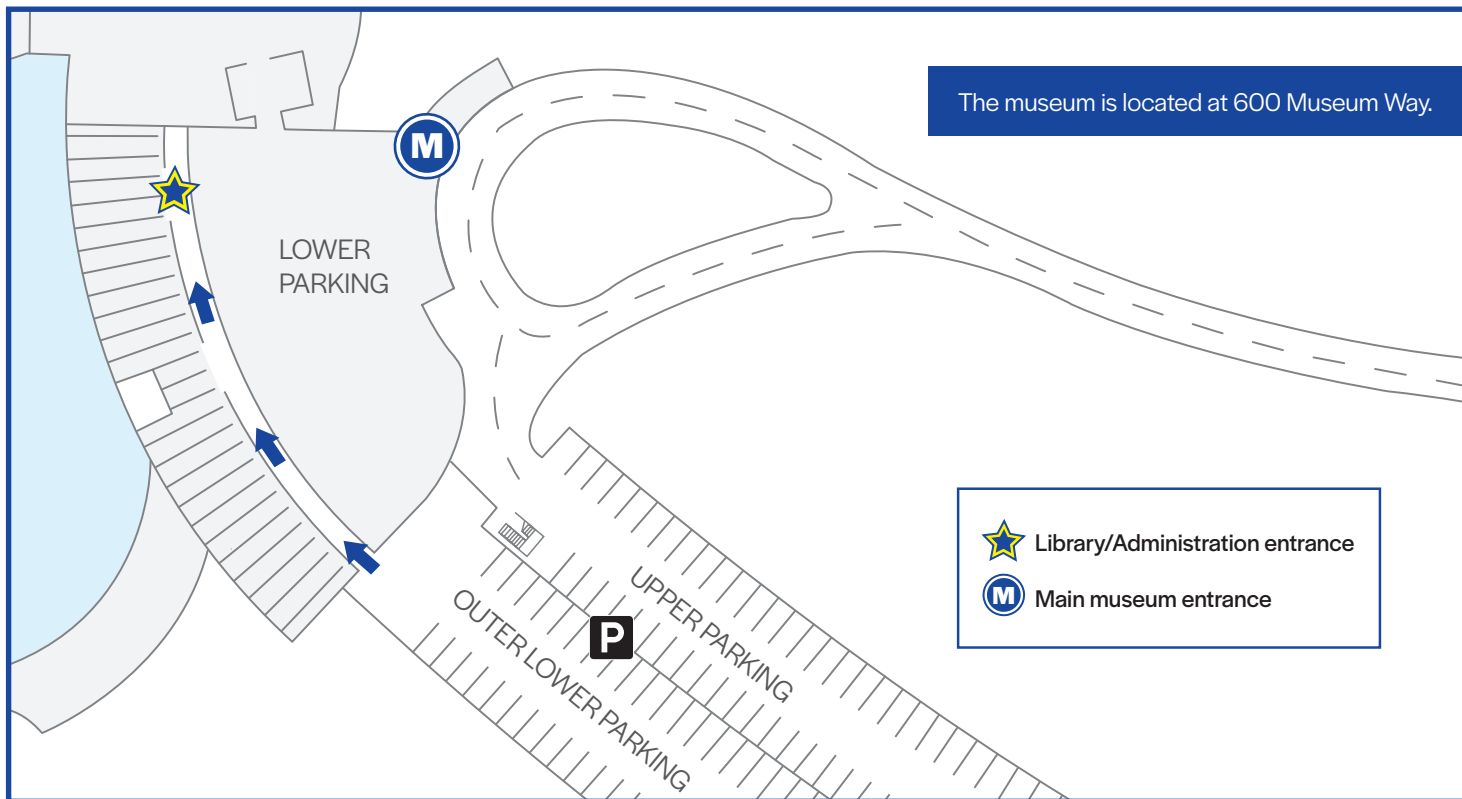 The museum is located at 600 Museum Way.
M
LOWER
PARKING
UPPER PARKING
P
OUTER LOWER PARKING
Library/Administration entrance
M
Main museum entrance